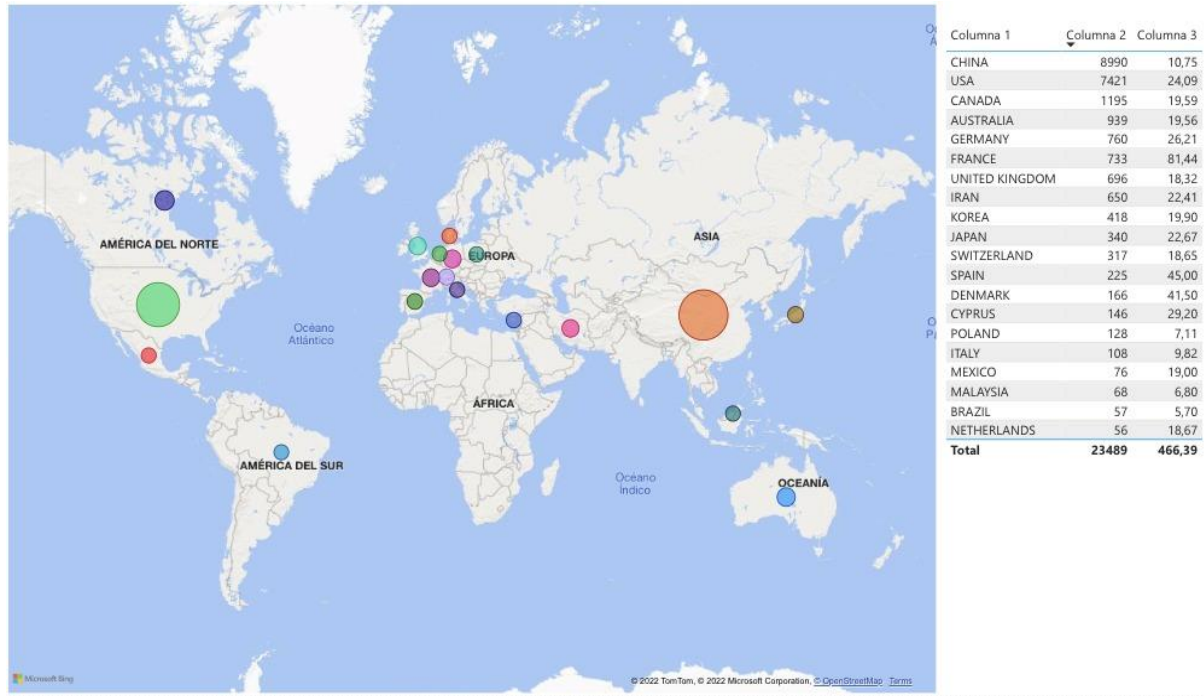 AMÉRICA DEL NORTE
EUROPA
ASIA
Océano
Atlántico
ÁFRICA
AMÉRICA DEL SUR
Océano
Índico
OCEANÍA
Microsoft Bing
© 2022 TomTom, © 2022 Microsoft Corporation, © OpenStreetMap Terms
Columna 1 Columna 2 Columna 3
CHINA 8990 10,75
USA 7421 24,09
CANADA 1195 19,59
AUSTRALIA 939 19,56
GERMANY 760 26,21
FRANCE 733 81,44
UNITED KINGDOM 696 18,32
IRAN 650 22,41
KOREA 418 19,90
JAPAN 340 22,67
SWITZERLAND 317 18,65
SPAIN 225 45,00
DENMARK 166 41,50
CYPRUS 146 29,20
POLAND 128 7,11
ITALY 108 9,82
MEXICO 76 19,00
MALAYSIA 68 6,80
BRAZIL 57 5,70
NETHERLANDS 56 18,67
Total 23489 466,39